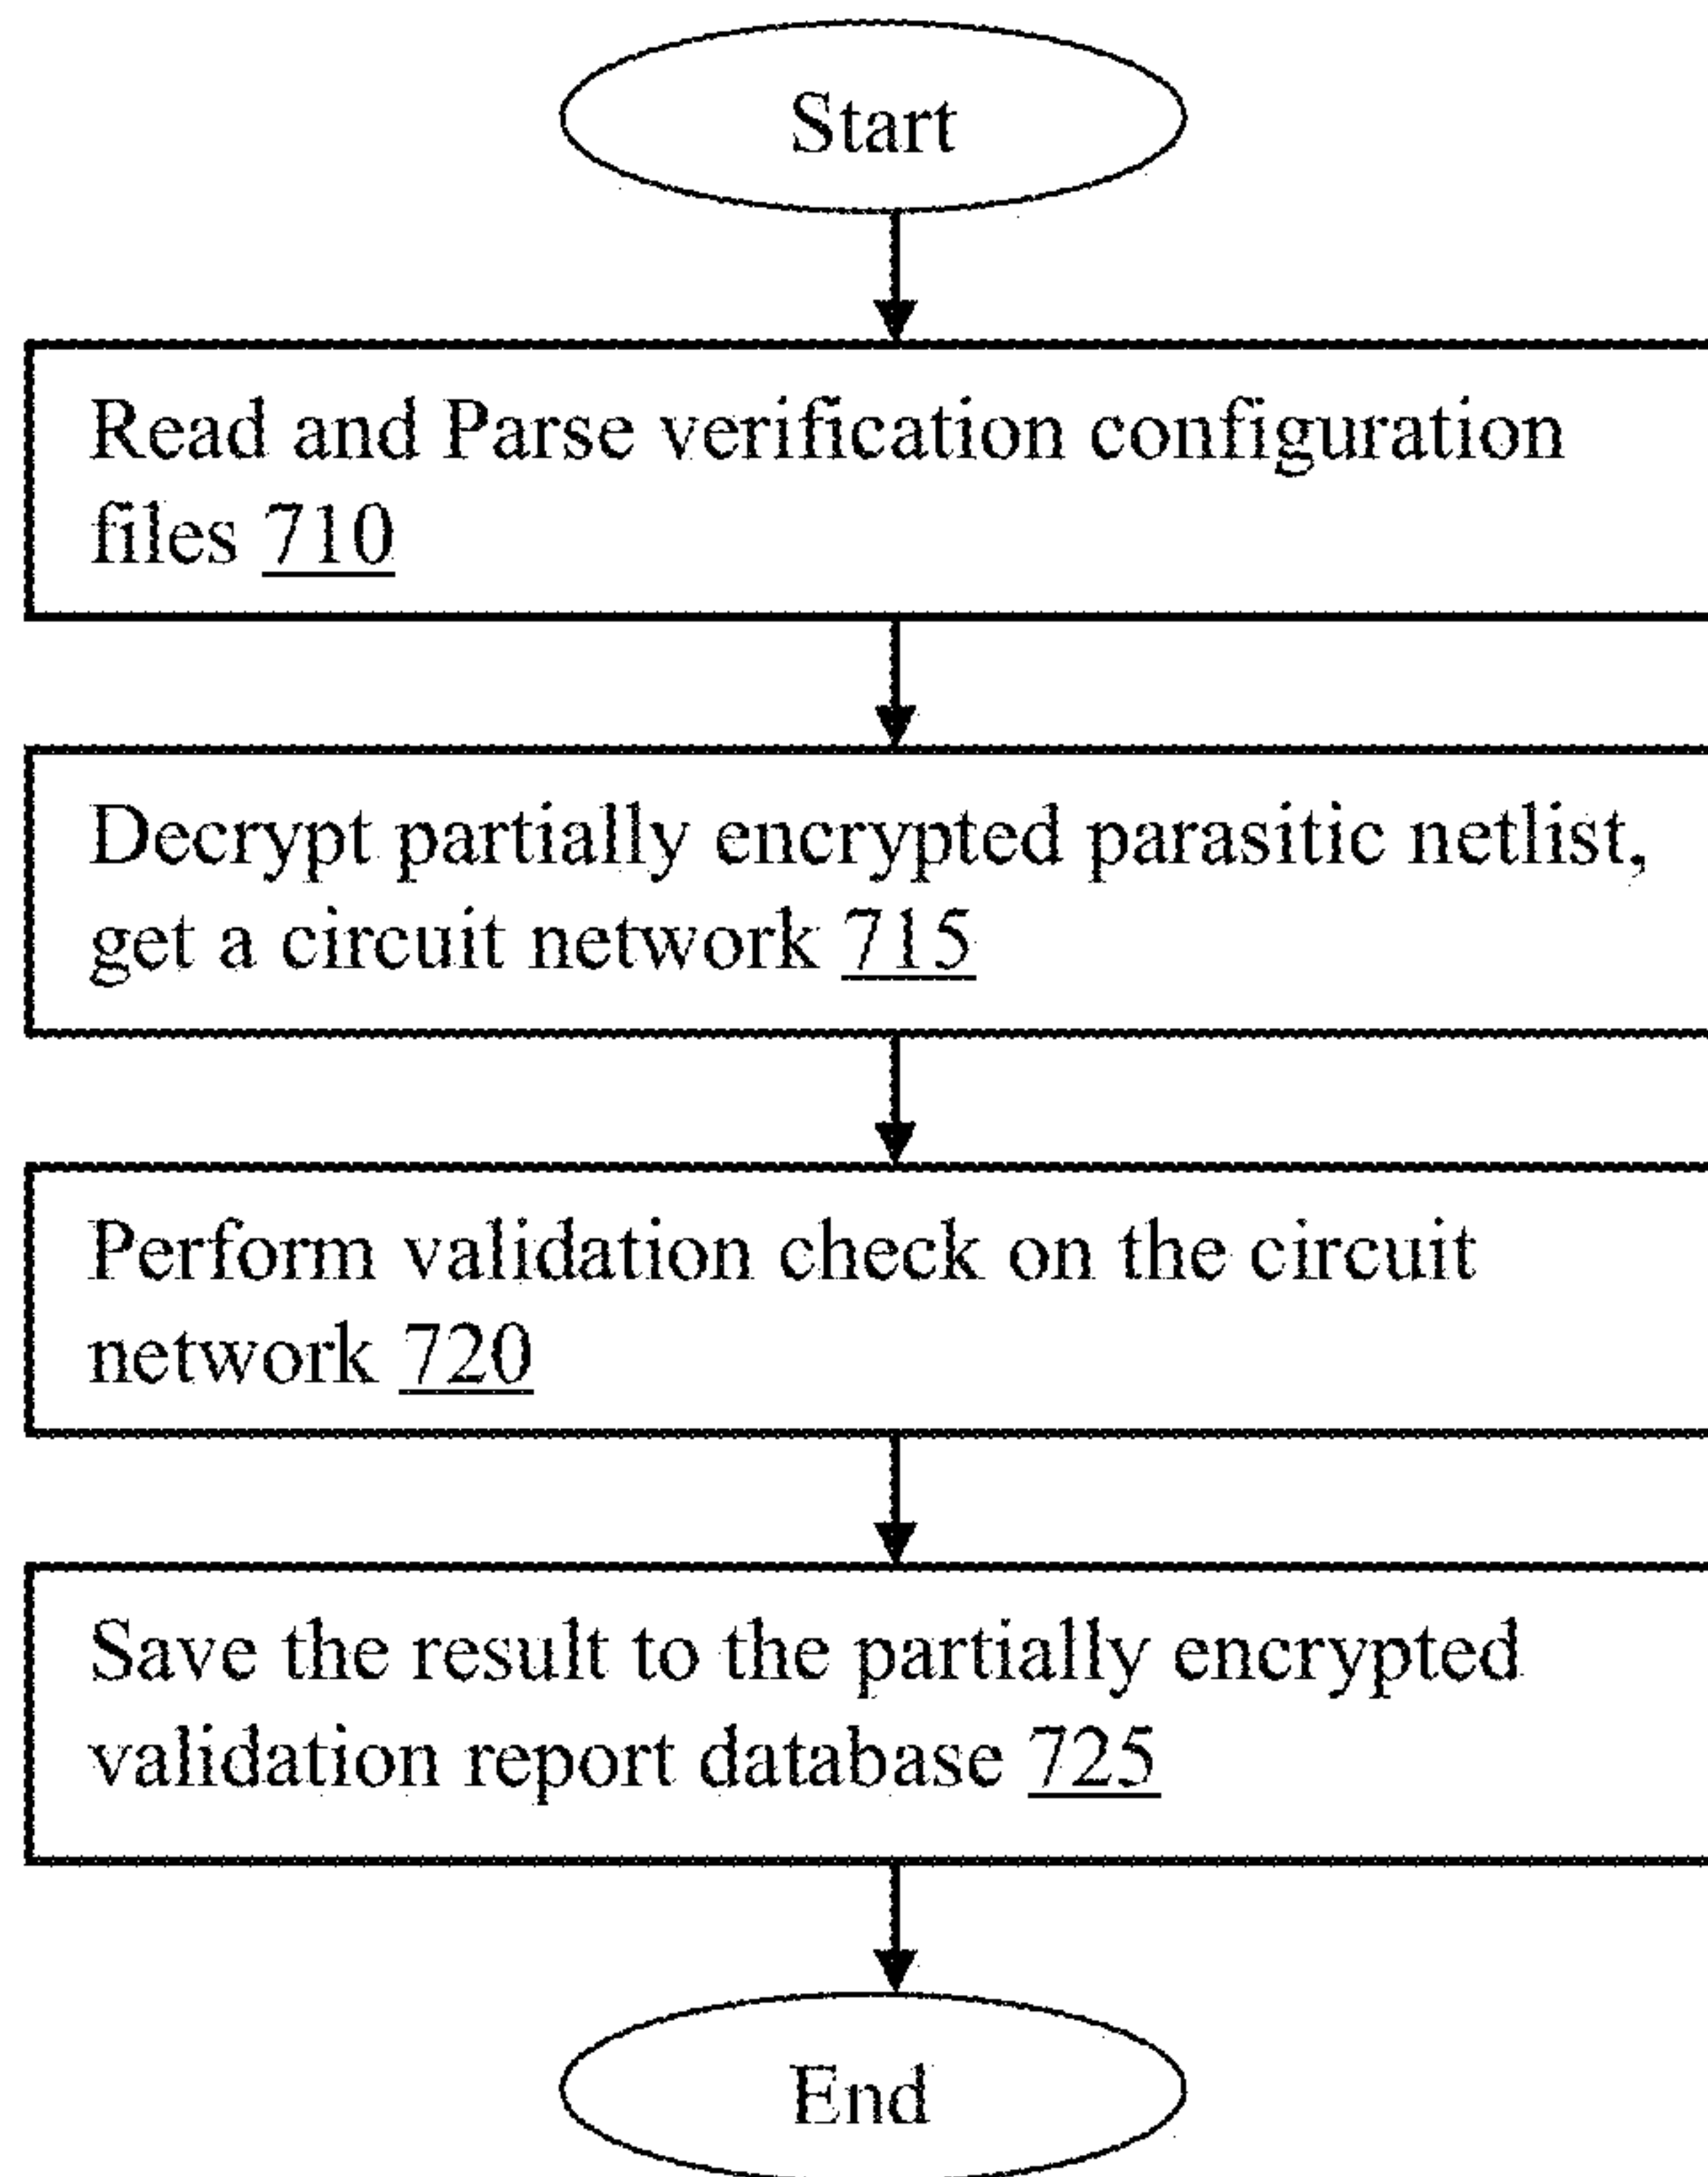 Start
Read and Parse verification configuration
files 710
Decrypt partially encrypted parasitic netlist,
get a circuit network 715
Perform validation check on the circuit
network 720
Save the result to the partially encrypted
validation report database 725
End